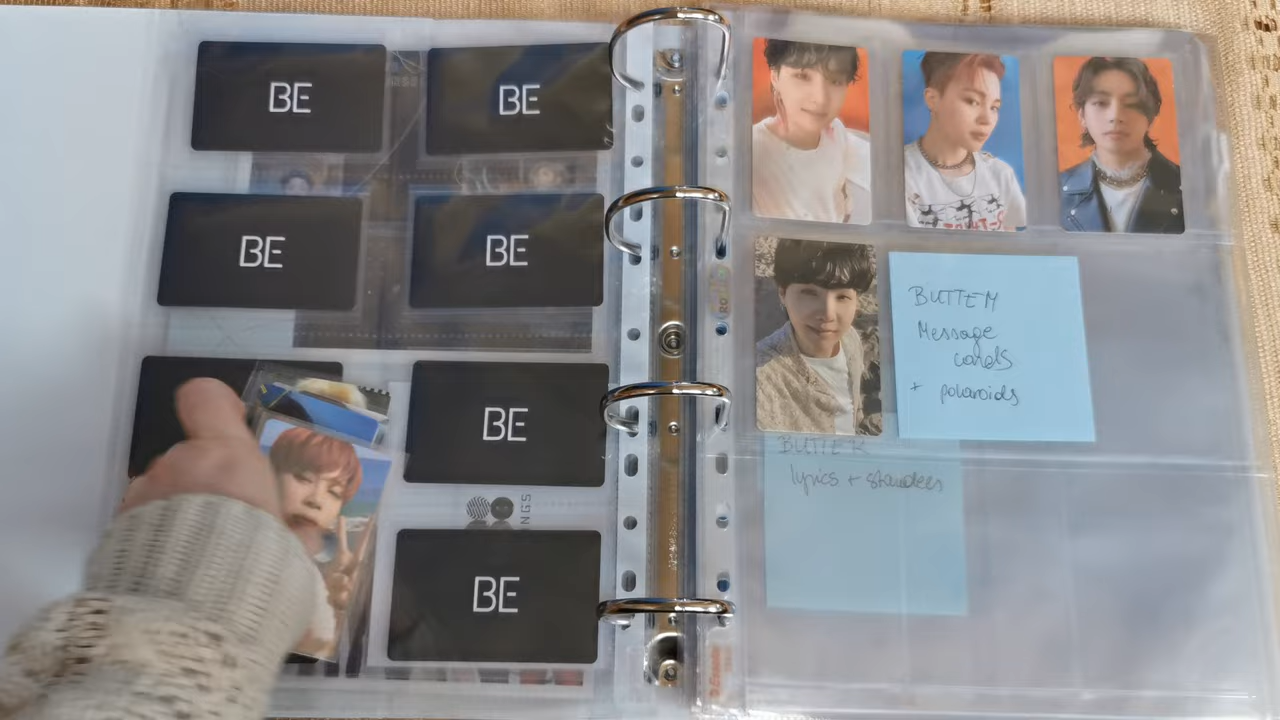 BE
BE
BE
BE
BE
BE
BUTTER
Message
cards
+ polaroids
BUTTER
lyrics + standees